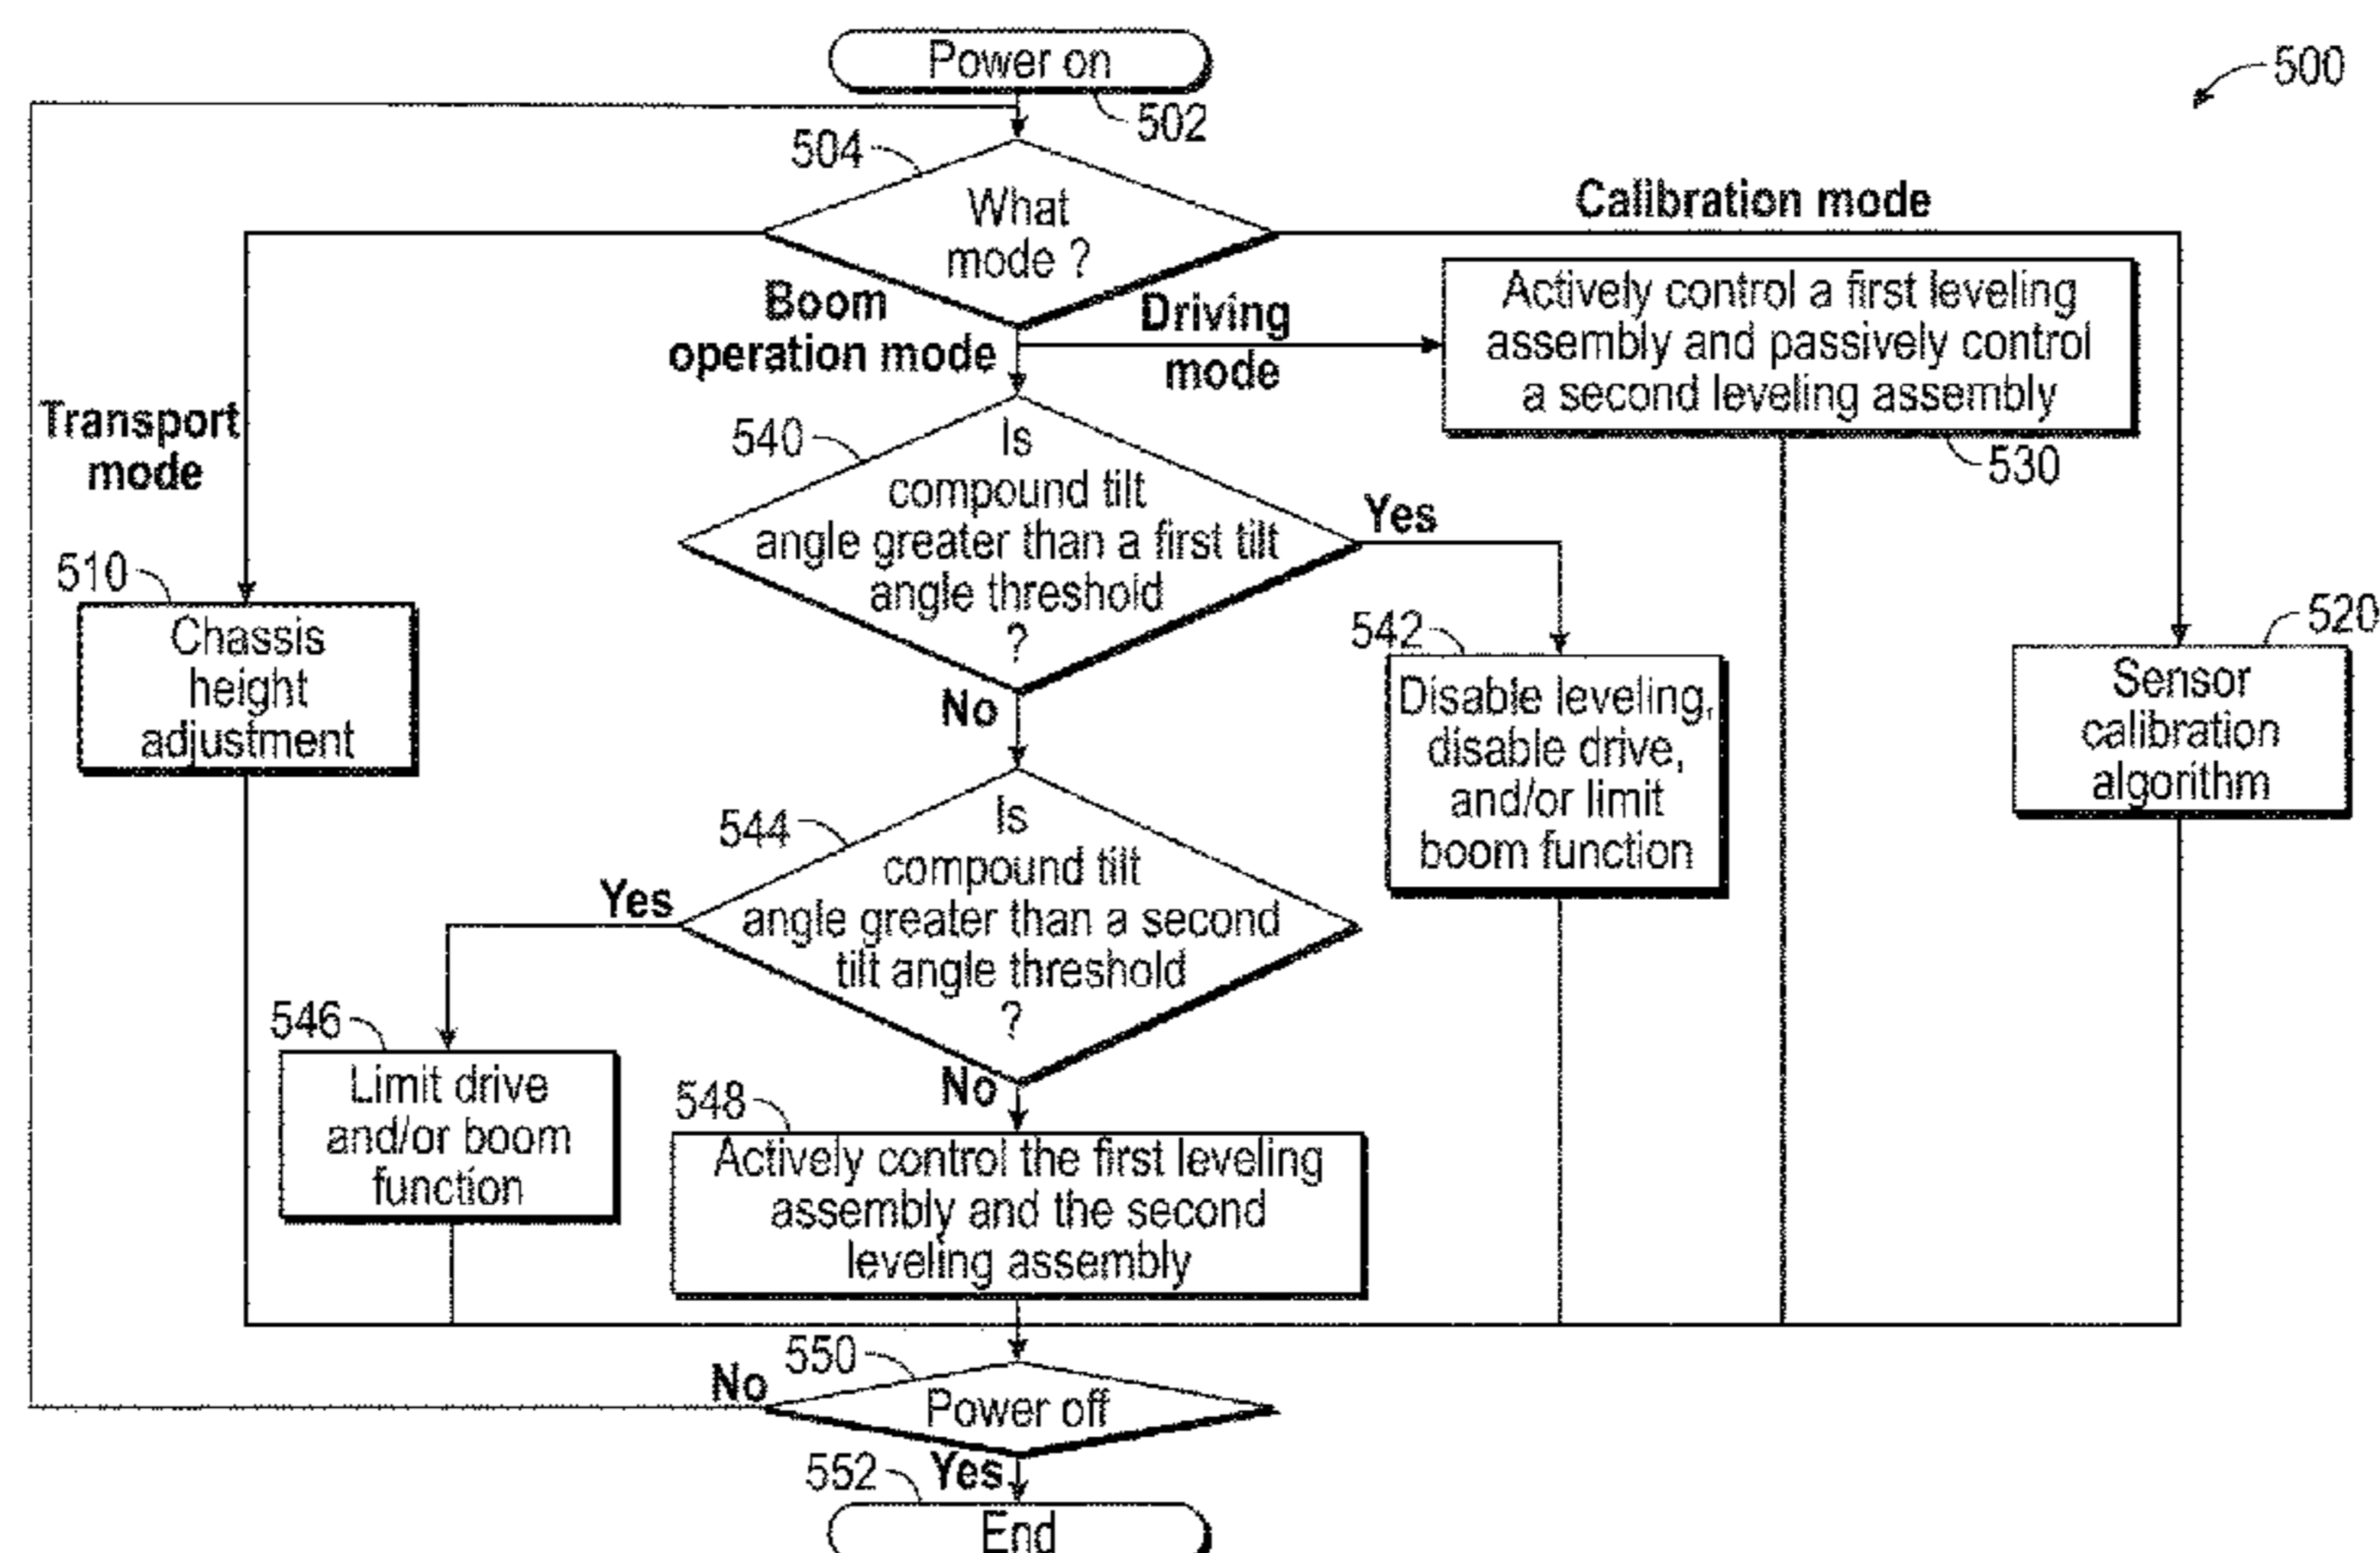 Power on
500
502
504
What
mode ?
Calibration mode
Boom
operation mode
Driving
mode
Actively control a first leveling
assembly and passively control
a second leveling assembly
530
Transport
mode
540
Is
compound tilt
angle greater than a first tilt
angle threshold
?
Yes
No
510
Chassis
height
adjustment
542
Disable leveling,
disable drive,
and/or limit
boom function
520
Sensor
calibration
algorithm
544
Is
compound tilt
angle greater than a second
tilt angle threshold
?
Yes
No
546
Limit drive
and/or boom
function
548
Actively control the first leveling
assembly and the second
leveling assembly
550
Power off
No
Yes
552
End